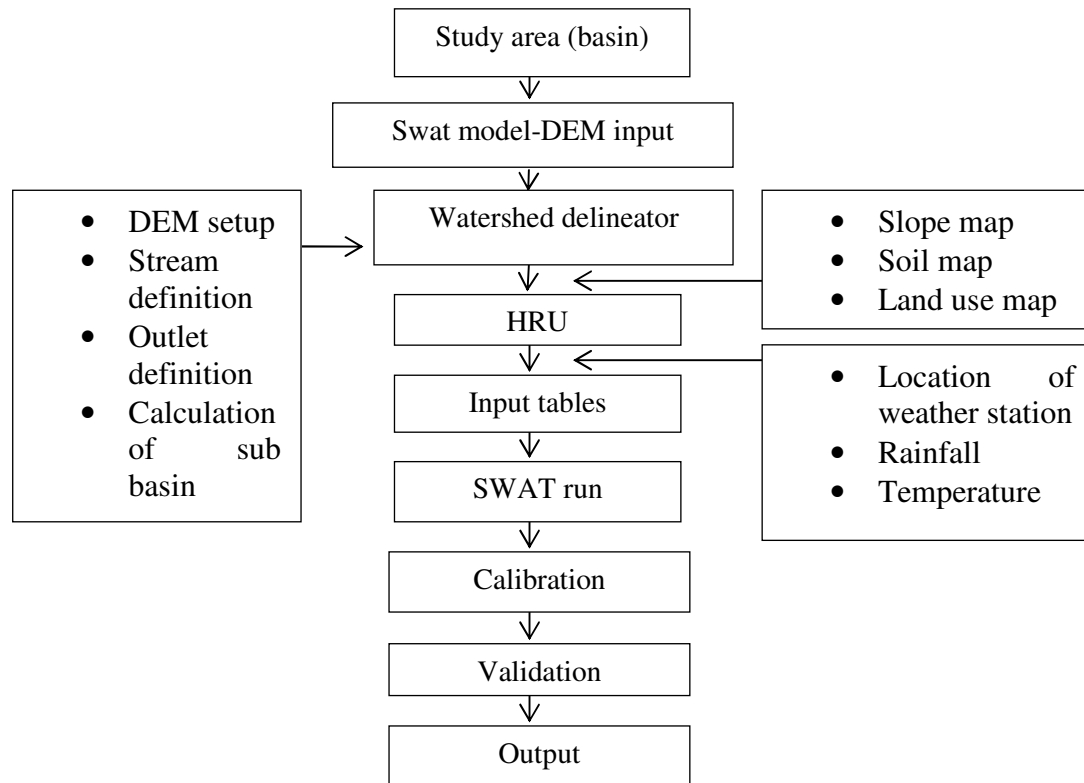 Study area (basin)
Swat model-DEM input
Watershed delineator
• DEM setup
• Stream
definition
• Outlet
definition
• Calculation
of sub
basin
• Slope map
• Soil map
• Land use map
HRU
• Location of
weather station
• Rainfall
• Temperature
Input tables
SWAT run
Calibration
Validation
Output